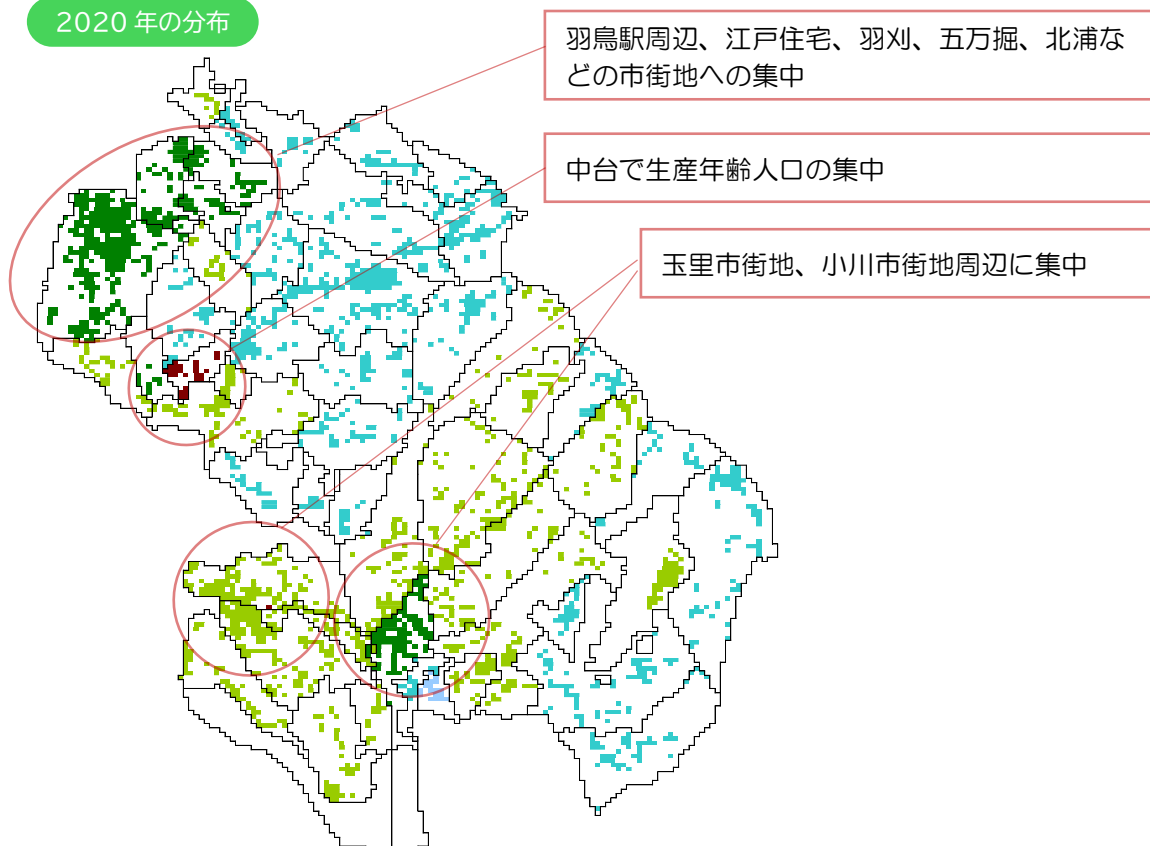 2020 年の分布
羽鳥駅周辺、江戸住宅、羽刈、五万掘、北浦な
どの市街地への集中
中台で生産年齢人口の集中
玉里市街地、小川市街地周辺に集中